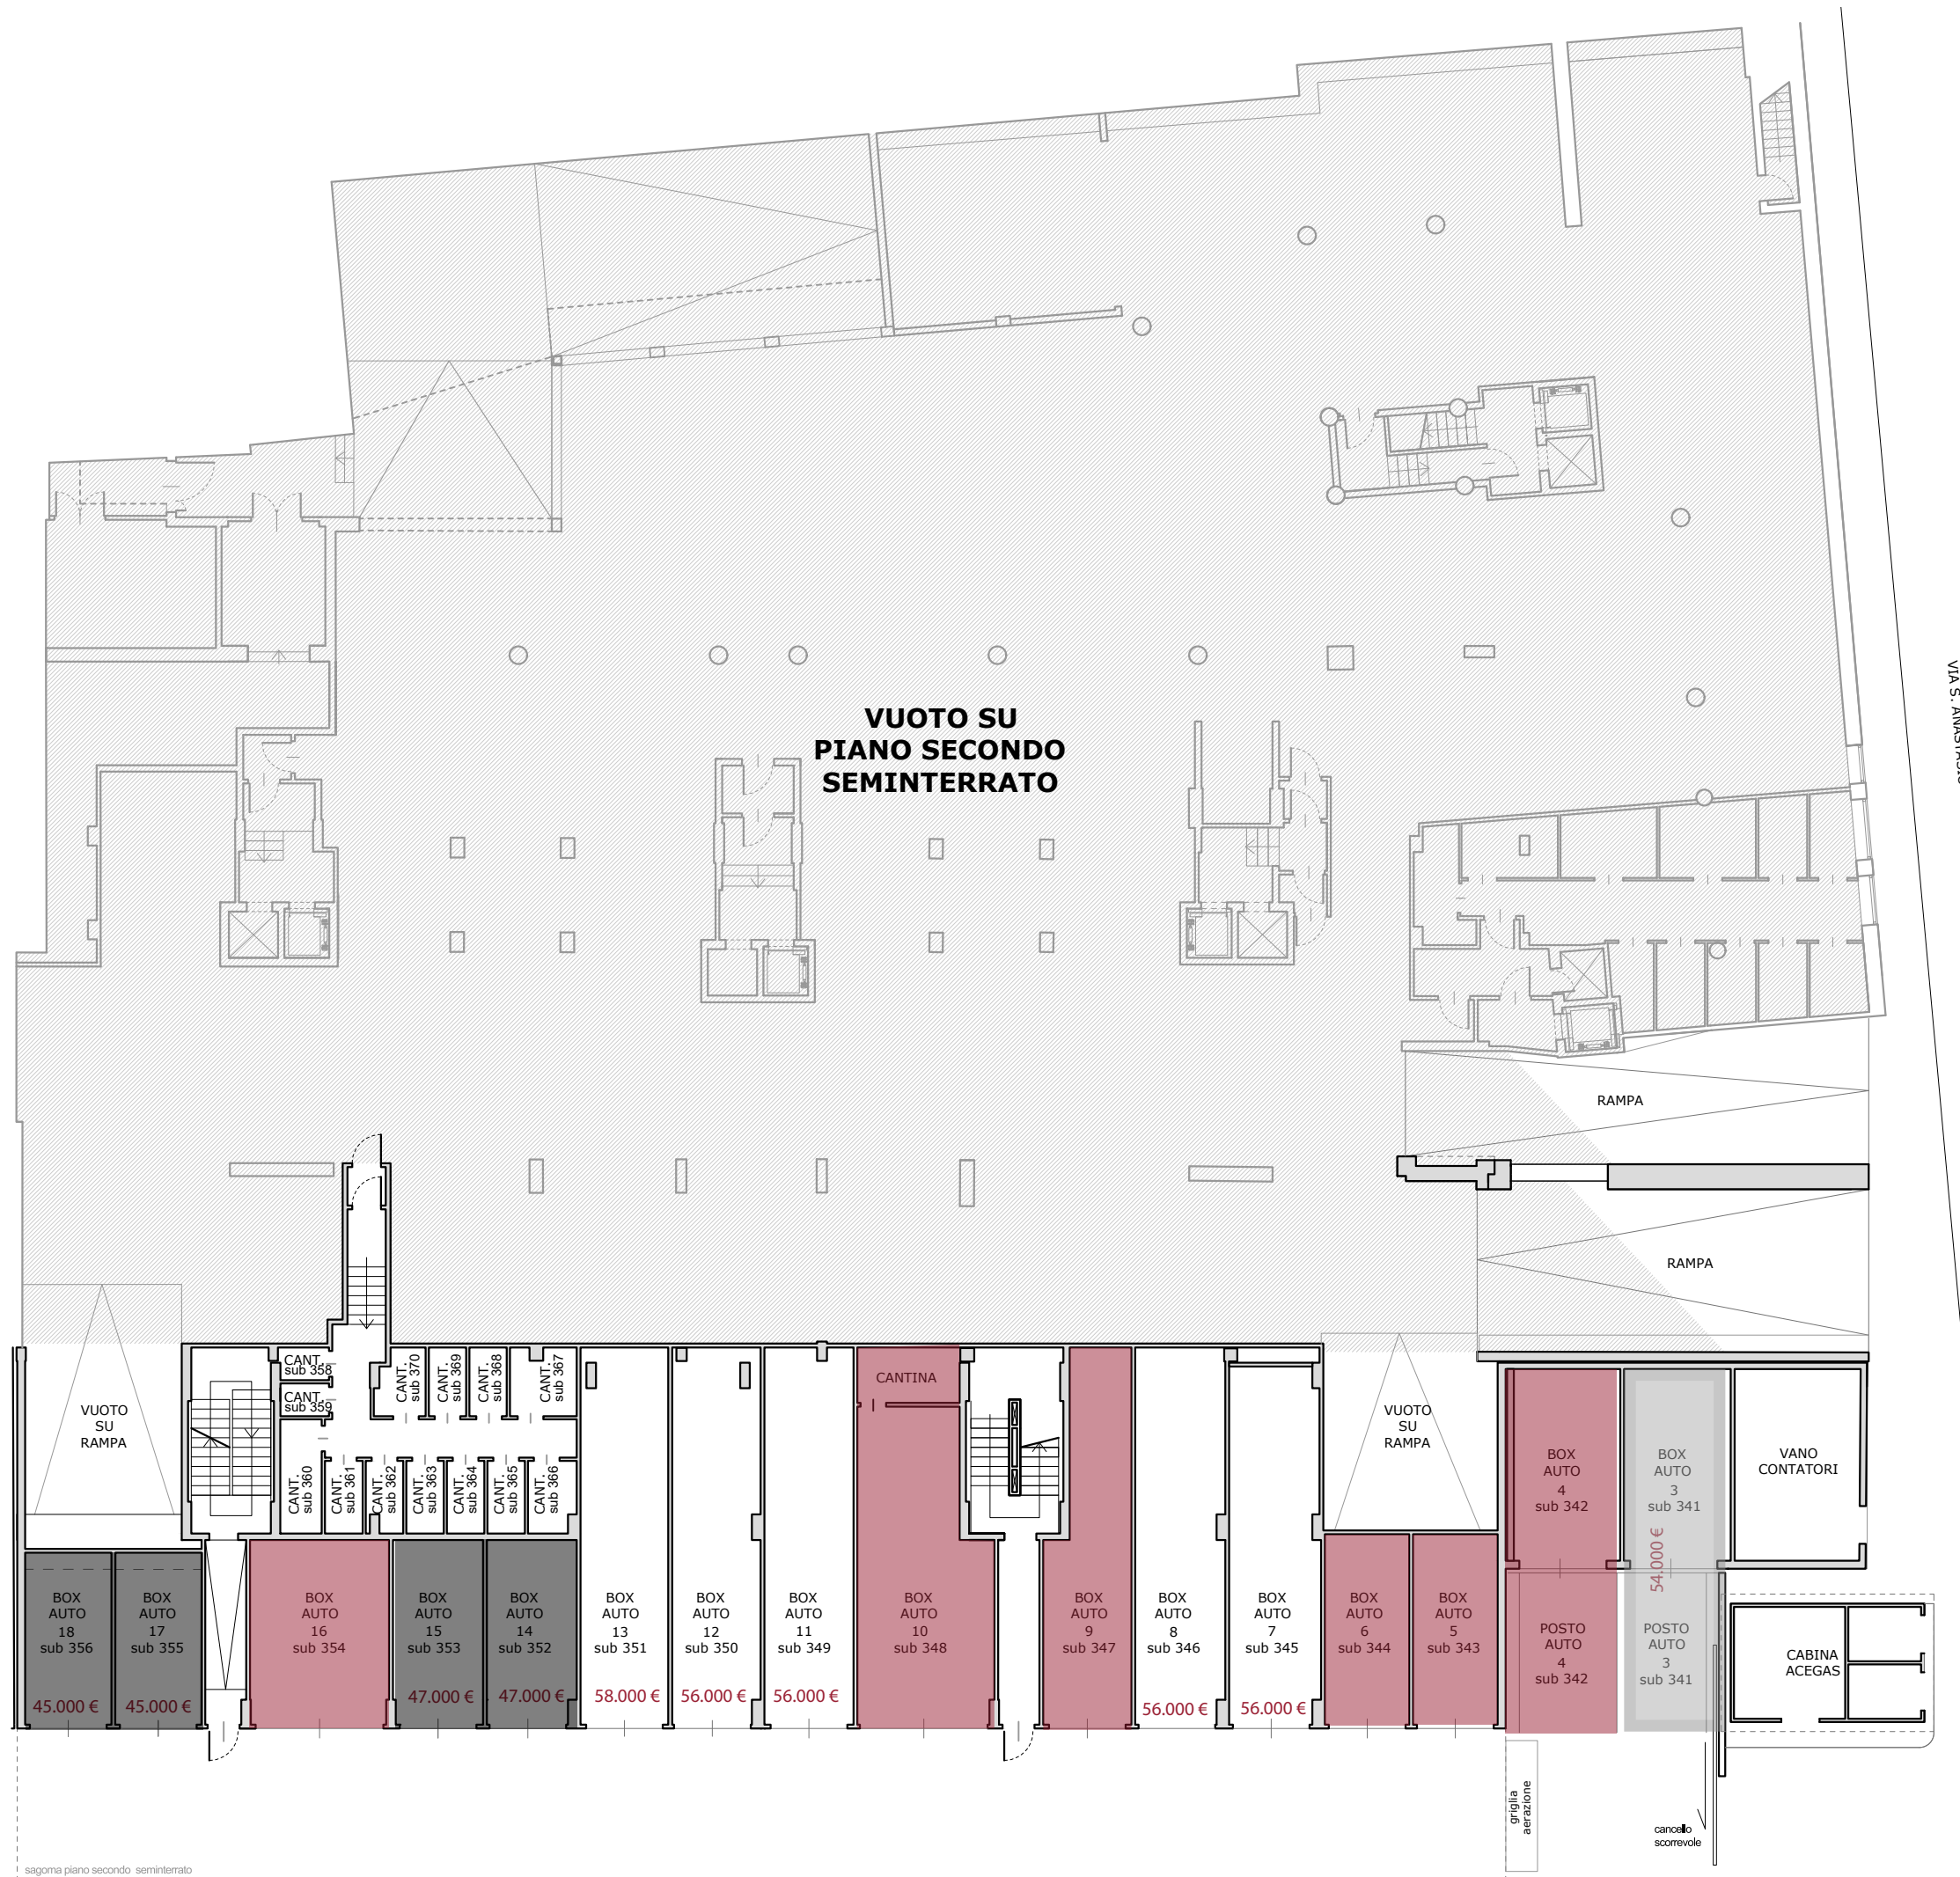 VUOTO SU
PIANO SECONDO
SEMINTERRATO
VIA S. ANASTASIO
RAMPA
RAMPA
CANT.
sub 358
CANT.
sub 359
CANT.
sub 370
CANT.
sub 369
CANT.
sub 368
CANT.
sub 367
CANT.
sub 360
CANT.
sub 361
CANT.
sub 362
CANT.
sub 363
CANT.
sub 364
CANT.
sub 365
CANT.
sub 366
VUOTO
SU
RAMPA
CANTINA
VUOTO
SU
RAMPA
BOX
AUTO
4
sub 342
BOX
AUTO
3
sub 341
VANO
CONTATORI
54.000 €
BOX
AUTO
18
sub 356
45.000 €
BOX
AUTO
17
sub 355
45.000 €
BOX
AUTO
16
sub 354
BOX
AUTO
15
sub 353
47.000 €
BOX
AUTO
14
sub 352
47.000 €
BOX
AUTO
13
sub 351
58.000 €
BOX
AUTO
12
sub 350
56.000 €
BOX
AUTO
11
sub 349
56.000 €
BOX
AUTO
10
sub 348
BOX
AUTO
9
sub 347
BOX
AUTO
8
sub 346
56.000 €
BOX
AUTO
7
sub 345
56.000 €
BOX
AUTO
6
sub 344
BOX
AUTO
5
sub 343
POSTO
AUTO
4
sub 342
POSTO
AUTO
3
sub 341
CABINA
ACEGAS
griglia
aerazione
cancello
scorrevole
sagoma piano secondo seminterrato